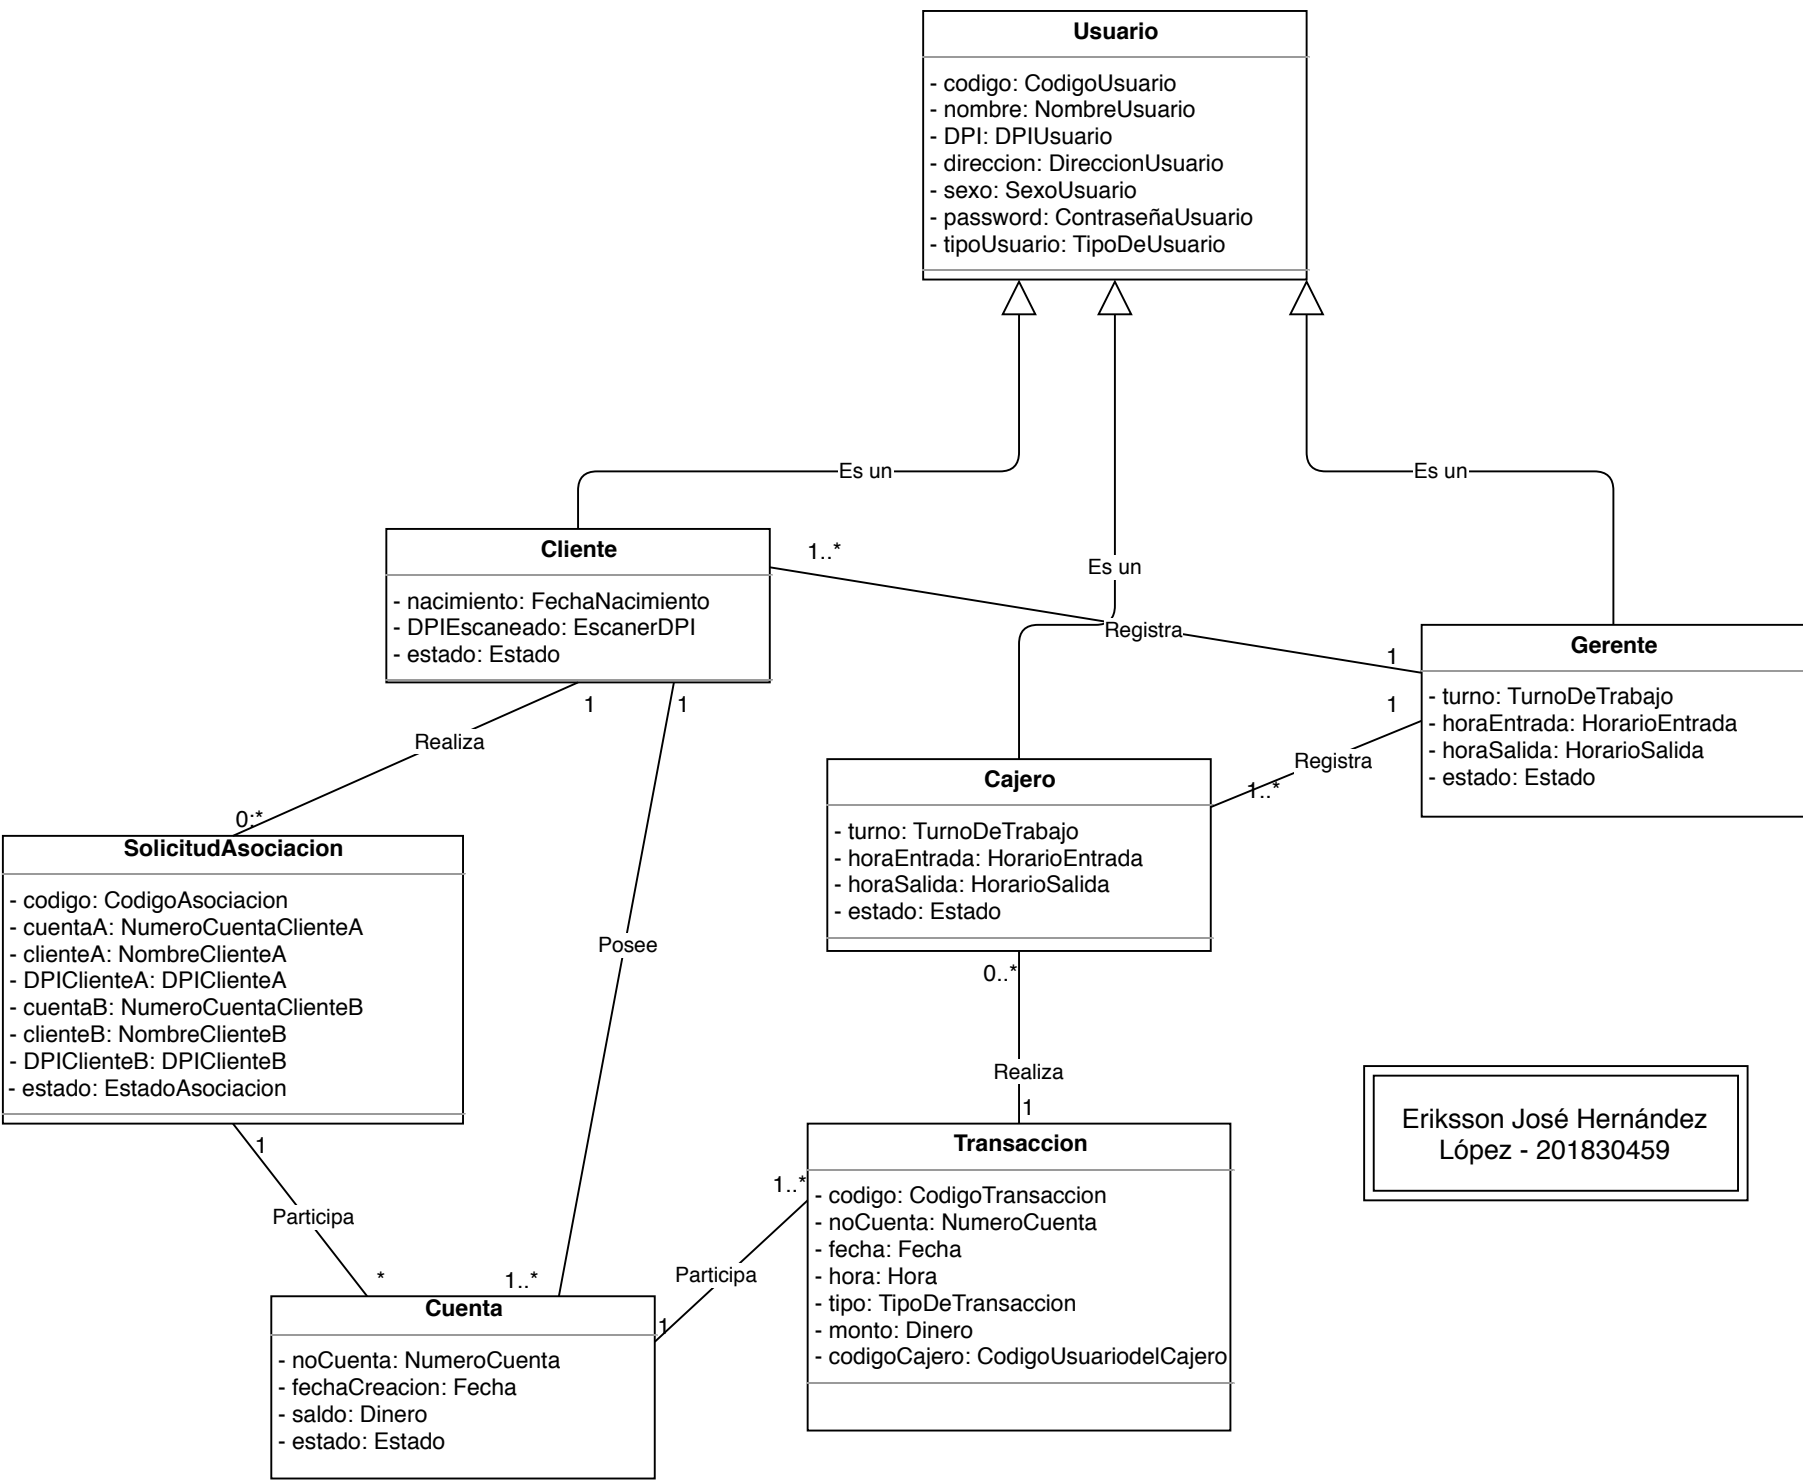 Usuario
- codigo: CodigoUsuario
- nombre: NombreUsuario
- DPI: DPIUsuario
- direccion: DireccionUsuario
- sexo: SexoUsuario
- password: ContraseñaUsuario
- tipoUsuario: TipoDeUsuario
Es un
Es un
Es un
Cliente
- nacimiento: FechaNacimiento
- DPIEscaneado: EscanerDPI
- estado: Estado
1..*
Registra
1
Gerente
- turno: TurnoDeTrabajo
- horaEntrada: HorarioEntrada
- horaSalida: HorarioSalida
- estado: Estado
1
Registra
1..*
1
Realiza
0:*
1
Posee
1..*
Cajero
- turno: TurnoDeTrabajo
- horaEntrada: HorarioEntrada
- horaSalida: HorarioSalida
- estado: Estado
SolicitudAsociacion
- codigo: CodigoAsociacion
- cuentaA: NumeroCuentaClienteA
- clienteA: NombreClienteA
- DPIClienteA: DPIClienteA
- cuentaB: NumeroCuentaClienteB
- clienteB: NombreClienteB
- DPIClienteB: DPIClienteB
- estado: EstadoAsociacion
0..*
Realiza
1
Eriksson José Hernández
López - 201830459
1
Participa
*
Transaccion
- codigo: CodigoTransaccion
- noCuenta: NumeroCuenta
- fecha: Fecha
- hora: Hora
- tipo: TipoDeTransaccion
- monto: Dinero
- codigoCajero: CodigoUsuariodelCajero
1..*
Participa
1
Cuenta
- noCuenta: NumeroCuenta
- fechaCreacion: Fecha
- saldo: Dinero
- estado: Estado